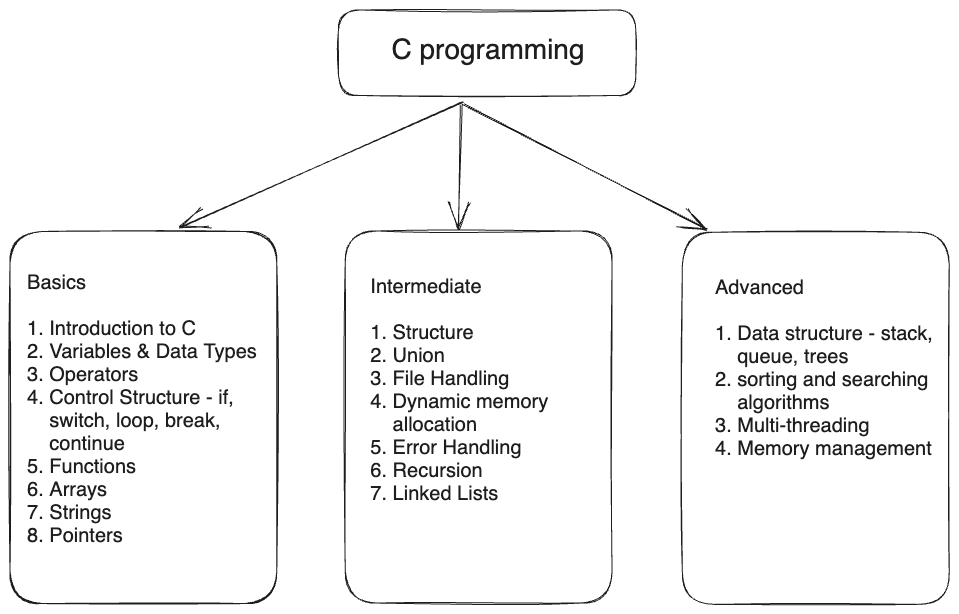 C programming
Basics
1. Introduction to C
2. Variables & Data Types
3. Operators
4. Control Structure - if,
switch, loop, break,
continue
5. Functions
6. Arrays
7. Strings
8. Pointers
Intermediate
1. Structure
2. Union
3. File Handling
4. Dynamic memory
allocation
5. Error Handling
6. Recursion
7. Linked Lists
Advanced
1. Data structure - stack,
queue, trees
2. sorting and searching
algorithms
3. Multi-threading
4. Memory management